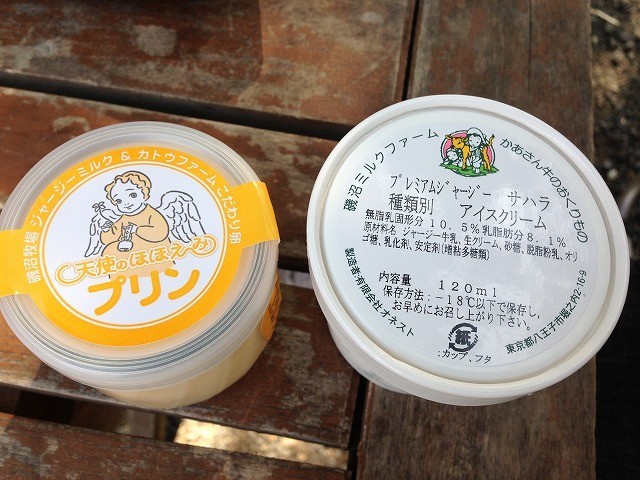 磯沼牧場 ジャージーミルク & カトウファームこだわり卵
天使のほほえみ
プリン
磯沼ミルクファーム
かあさん牛のおくりもの
プレミアムジャージー サハラ
種類別 アイスクリーム
無脂乳固形分10.5%乳脂肪分8.1%
原材料名 ジャージー牛乳、生クリーム、砂糖、脱脂粉乳、オリ
ゴ糖、乳化剤、安定剤(増粘多糖類)
内容量 120ml
保存方法:-18℃以下で保存し、
お早めにお召し上がり下さい。
紙
:カップ、フタ
製造者有限会社オネスト
東京都八王子市堀之内2-16-9